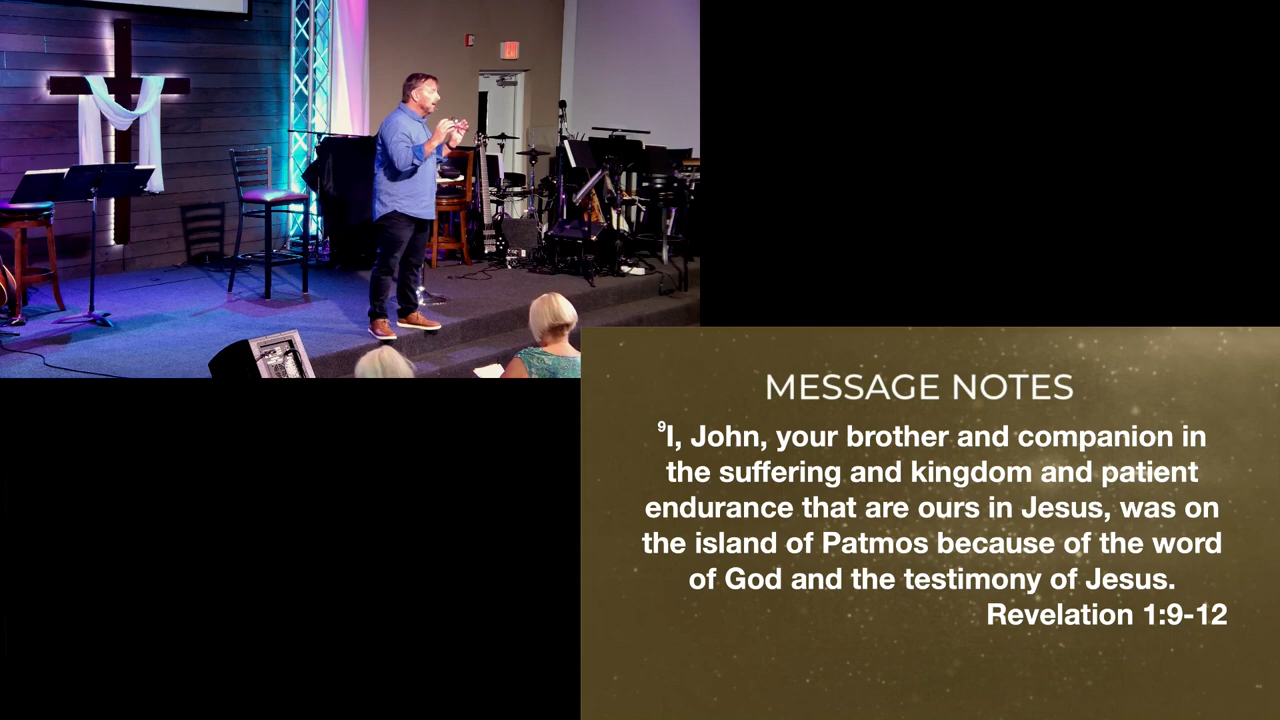 MESSAGE NOTES
⁹I, John, your brother and companion in
the suffering and kingdom and patient
endurance that are ours in Jesus, was on
the island of Patmos because of the word
of God and the testimony of Jesus.
Revelation 1:9-12